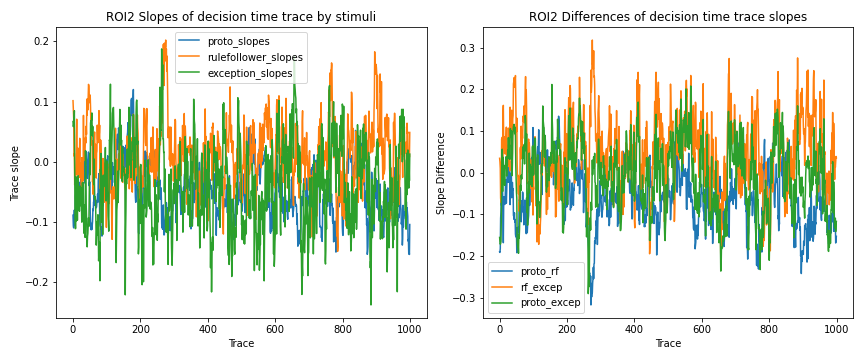 ROI2 Slopes of decision time trace by stimuli
proto_slopes
rulefollower_slopes
exception_slopes
Trace slope
0.2
0.1
0.0
−0.1
−0.2
0 200 400 600 800 1000
Trace
ROI2 Differences of decision time trace slopes
Slope Difference
0.3
0.2
0.1
0.0
−0.1
−0.2
−0.3
proto_rf
rf_excep
proto_excep
0 200 400 600 800 1000
Trace